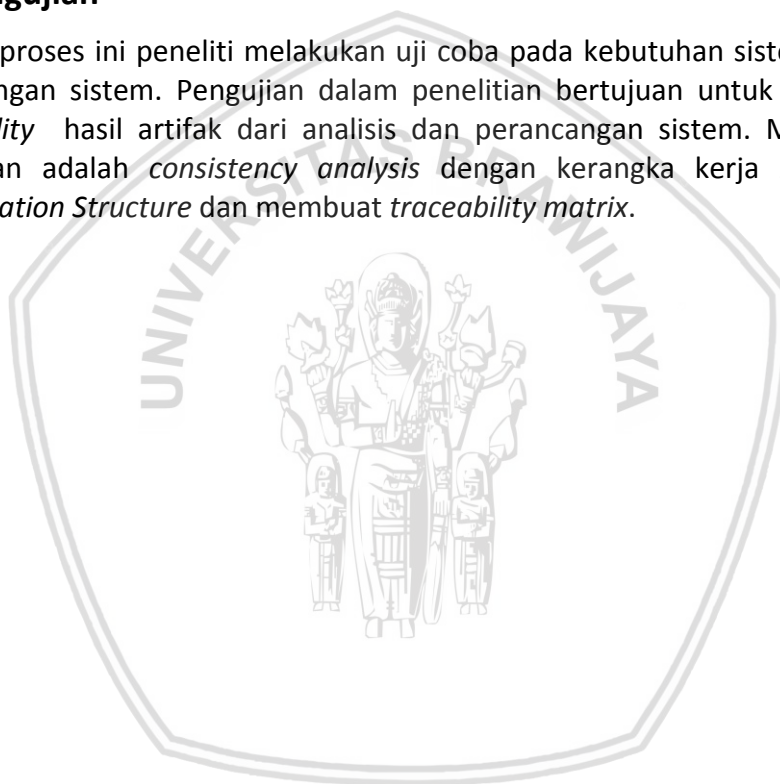 gujian
proses ini peneliti melakukan uji coba pada kebutuhan siste
ngan sistem. Pengujian dalam penelitian bertujuan untuk
lity hasil artifak dari analisis dan perancangan sistem.
an adalah consistency analysis dengan kerangka kerja
ation Structure dan membuat traceability matrix.
UNIVERSITAS BRAWIJAYA